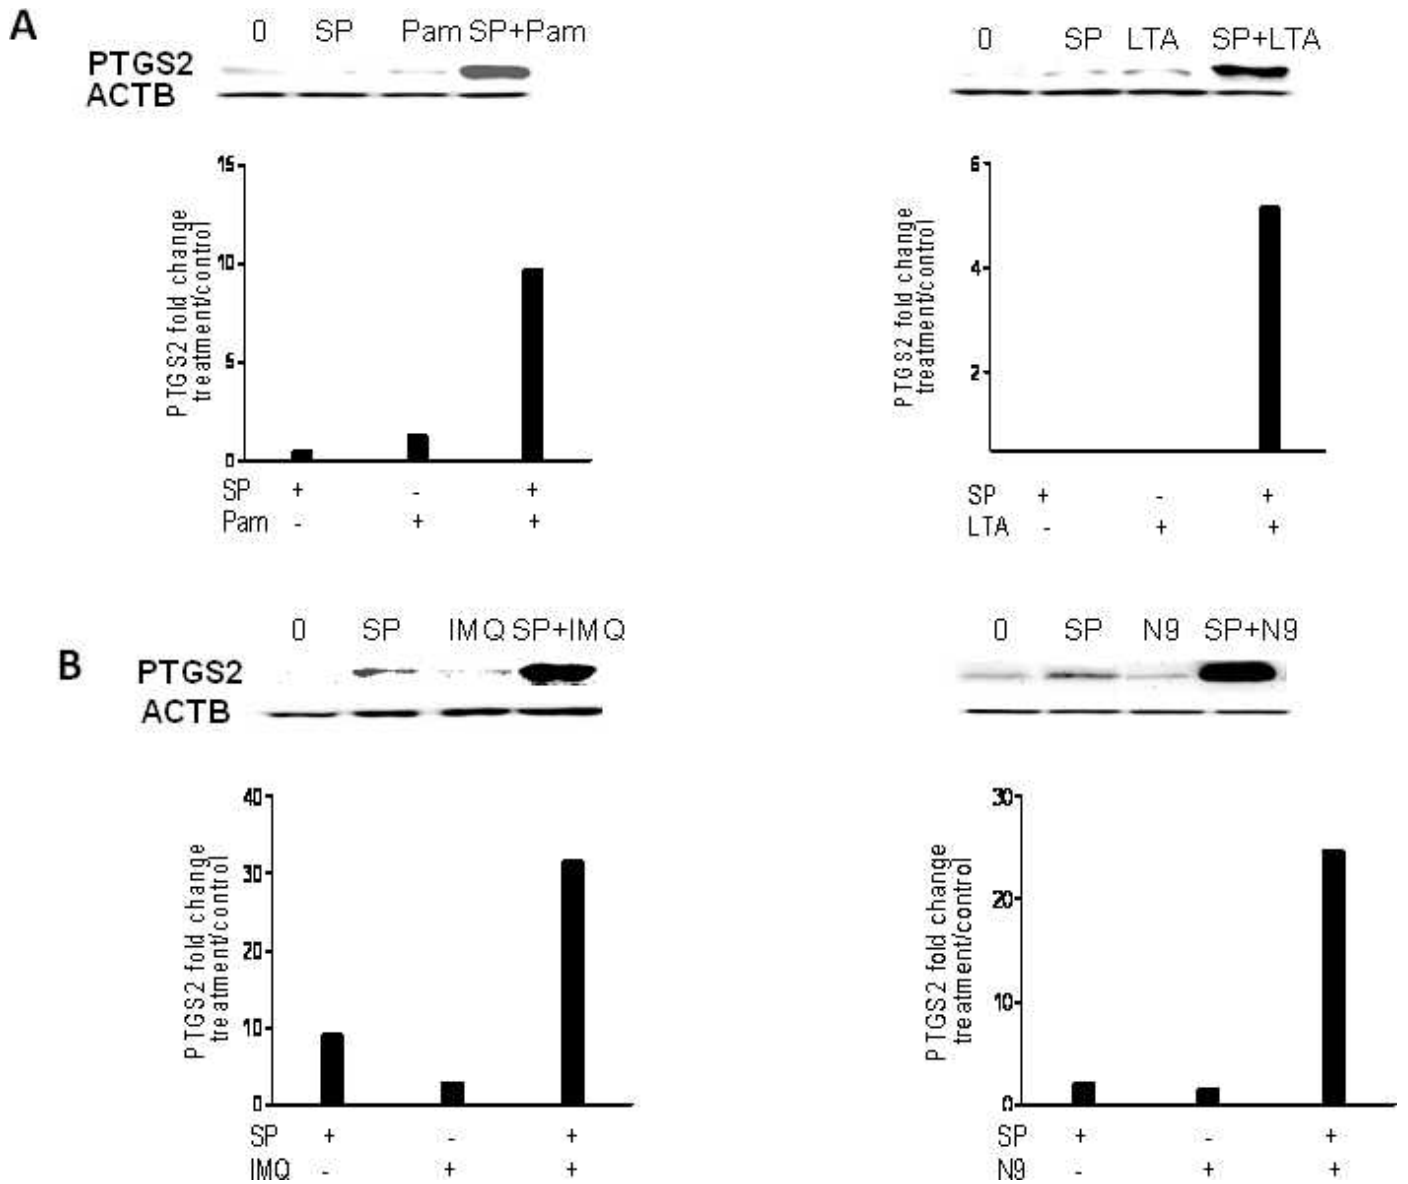 A
0 SP Pam SP+Pam
PTGS2
ACTB
15
10
5
0
PTGS2 fold change
treatment/control
SP + - +
Pam - + +
0 SP LTA SP+LTA
6
4
2
PTGS2 fold change
treatment/control
SP + - +
LTA - + +
B
0 SP IMQ SP+IMQ
PTGS2
ACTB
40
30
20
10
0
PTGS2 fold change
treatment/control
SP + - +
IMQ - + +
0 SP N9 SP+N9
30
20
10
0
PTGS2 fold change
treatment/control
SP + - +
N9 - + +